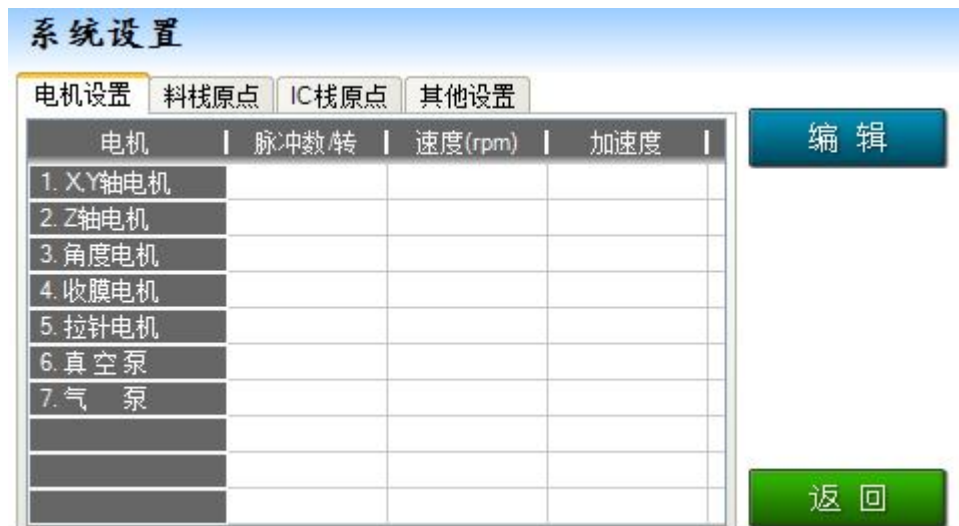 系统设置
电机设置 料栈原点 IC栈原点 其他设置
电机 脉冲数/转 速度(rpm) 加速度
编 辑
1. X,Y轴电机
2. Z轴电机
3. 角度电机
4. 收膜电机
5. 拉针电机
6. 真 空 泵
7. 气 泵
返 回